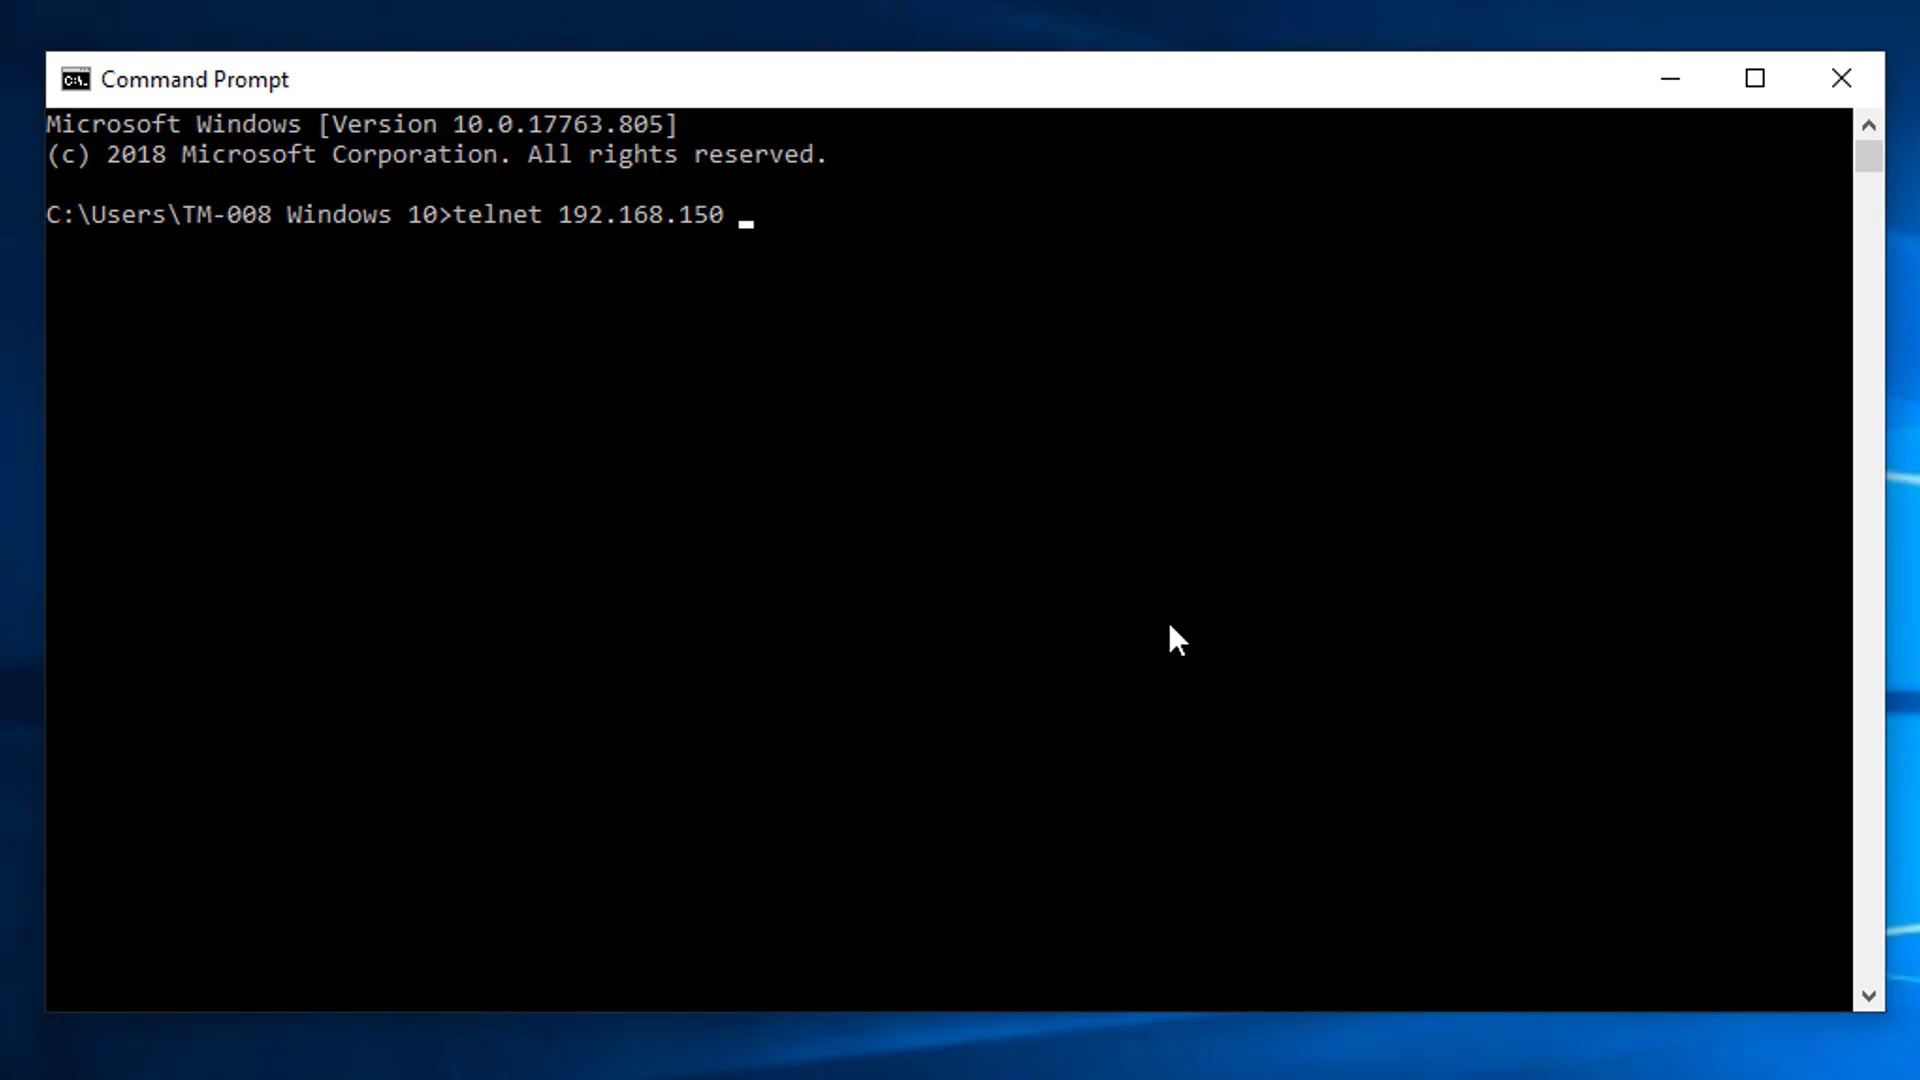 Command Prompt
Microsoft Windows [Version 10.0.17763.805]
(c) 2018 Microsoft Corporation. All rights reserved.
C:\Users\TM-008 Windows 10>telnet 192.168.150